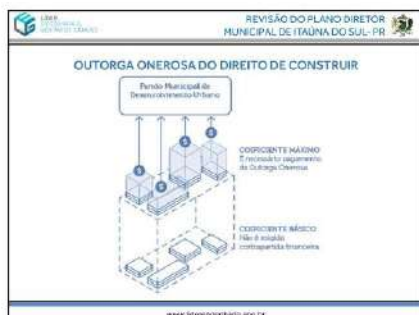 LÍDER
REVISÃO DO PLANO DIRETOR
MUNICIPAL DE ITAÚNA DO SUL- PR
OUTORGA ONEROSA DO DIREITO DE CONSTRUIR
Fundo Municipal de
Desenvolvimento Urbano
$ $ $ $
COEFICIENTE MÁXIMO
É necessário pagamento
da Outorga Onerosa
COEFICIENTE BÁSICO
Não é exigida
contrapartida financeira